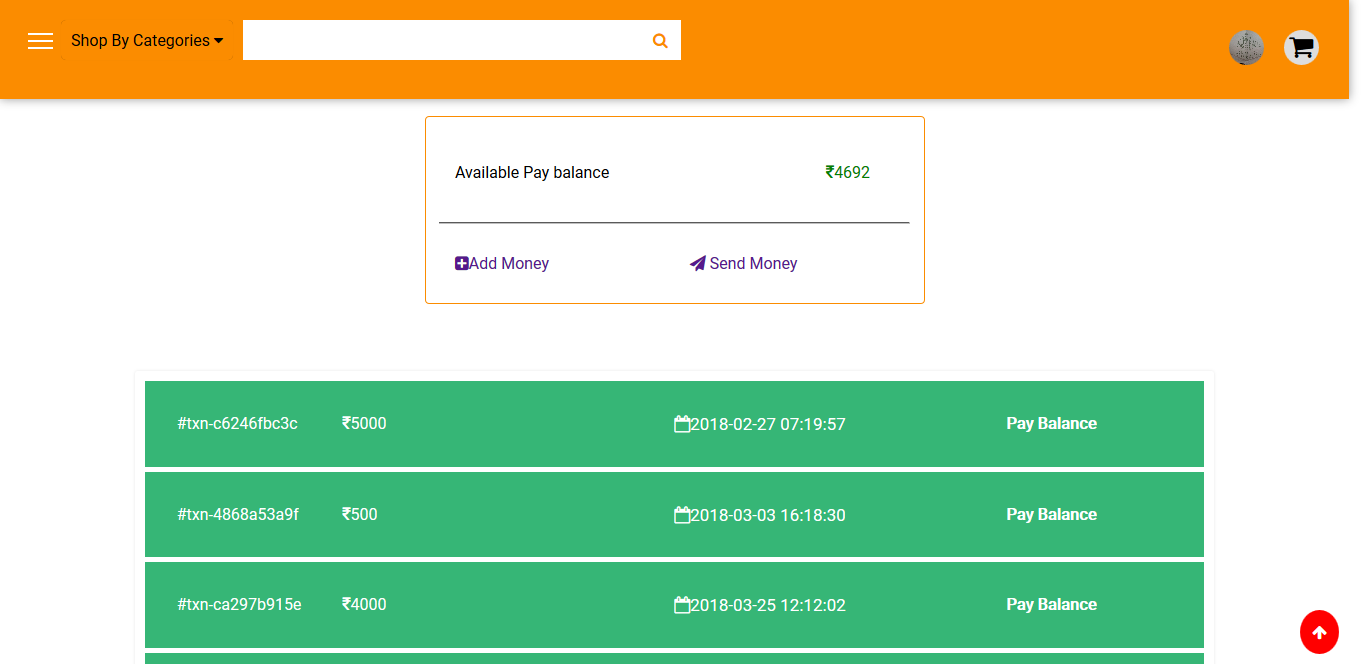 Shop By Categories
Available Pay balance ₹4692
Add Money Send Money
#txn-c6246fbc3c ₹5000 2018-02-27 07:19:57 Pay Balance
#txn-4868a53a9f ₹500 2018-03-03 16:18:30 Pay Balance
#txn-ca297b915e ₹4000 2018-03-25 12:12:02 Pay Balance